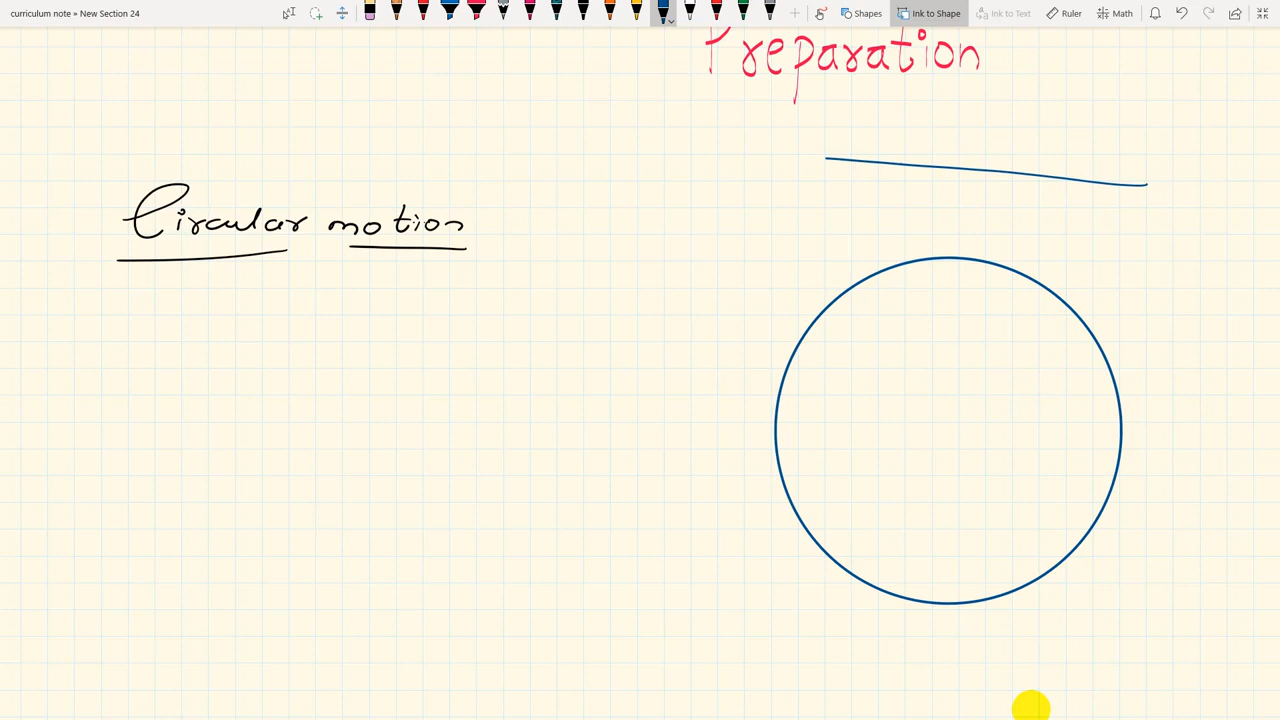 curriculum note » New Section 24
Shapes
Ink to Shape
Ink to Text
Ruler
Math
Preparation
Circular motion